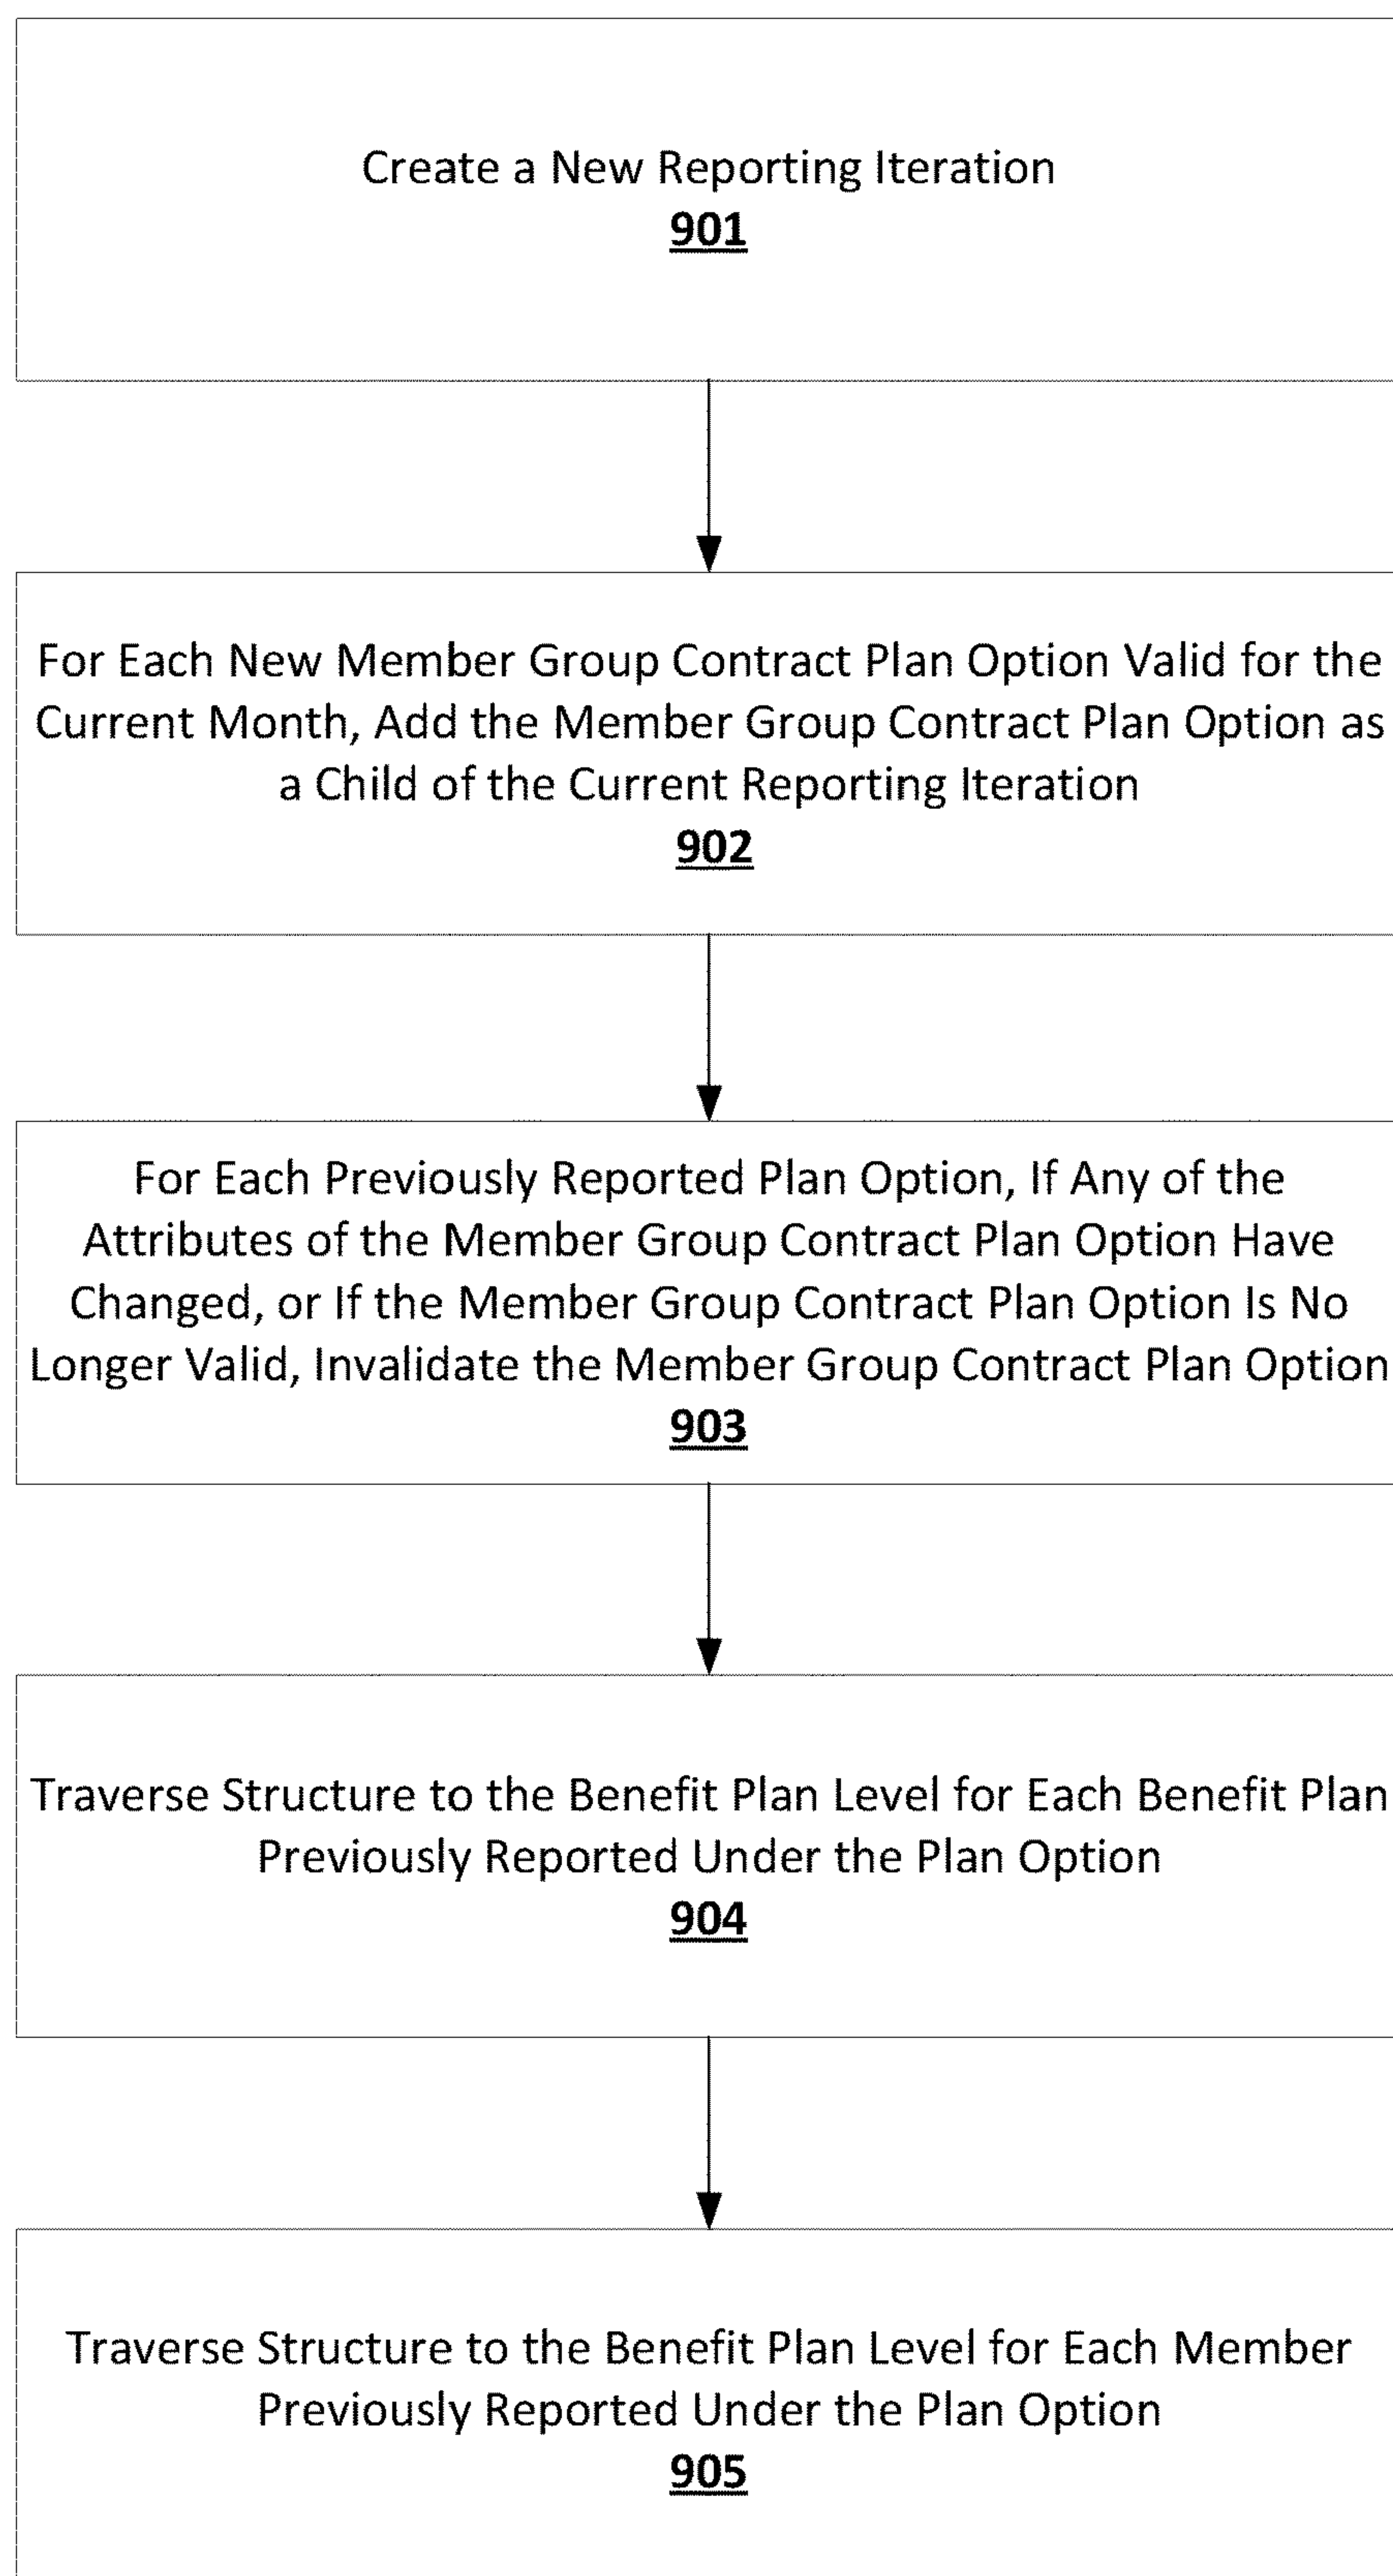 Create a New Reporting Iteration
901
For Each New Member Group Contract Plan Option Valid for the
Current Month, Add the Member Group Contract Plan Option as
a Child of the Current Reporting Iteration
902
For Each Previously Reported Plan Option, If Any of the
Attributes of the Member Group Contract Plan Option Have
Changed, or If the Member Group Contract Plan Option Is No
Longer Valid, Invalidate the Member Group Contract Plan Option
903
Traverse Structure to the Benefit Plan Level for Each Benefit Plan
Previously Reported Under the Plan Option
904
Traverse Structure to the Benefit Plan Level for Each Member
Previously Reported Under the Plan Option
905